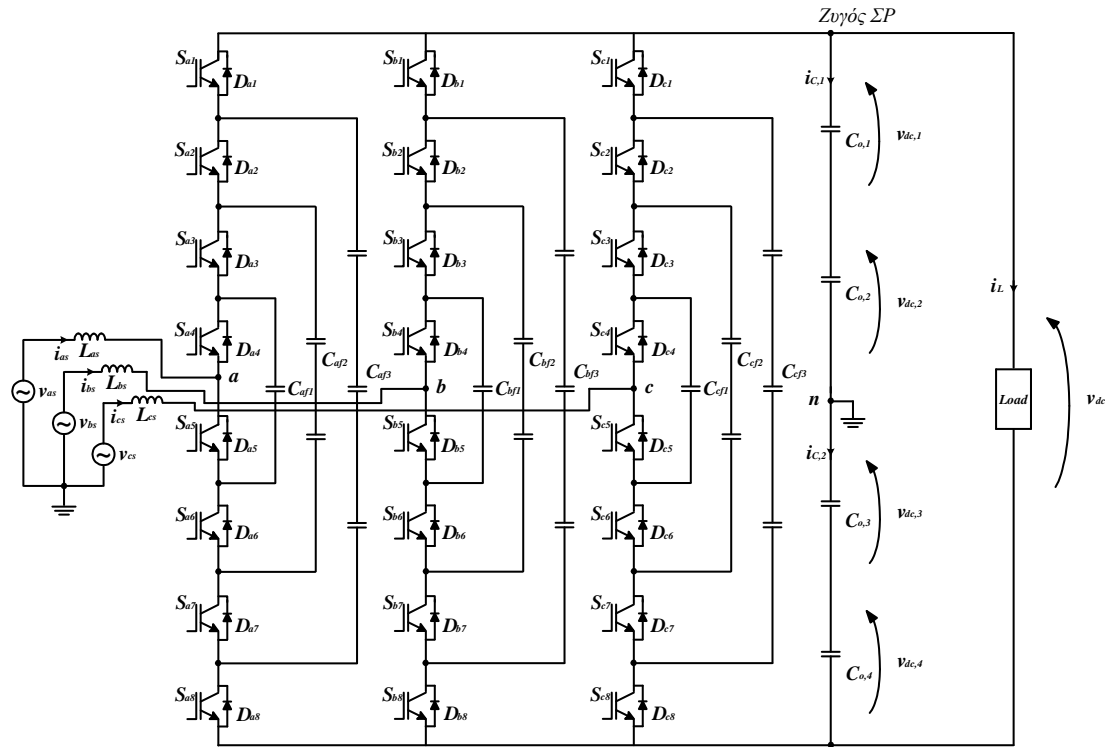 Ζυγός ΣΡ
Sa1 Da1 Sb1 Db1 Sc1 Dc1 iC,1
Co,1 vdc,1
Sa2 Da2 Sb2 Db2 Sc2 Dc2
Sa3 Da3 Sb3 Db3 Sc3 Dc3
Co,2 vdc,2 iL
Sa4 Da4 Sb4 Db4 Sc4 Dc4
Caf2 Cbf2 Ccf2
Caf3 Cbf3 Ccf3
Caf1 Cbf1 Ccf1
ias Las a b c
ibs Lbs
ics Lcs
vas vbs vcs
n Load vdc
Sa5 Da5 Sb5 Db5 Sc5 Dc5 iC,2
Co,3 vdc,3
Sa6 Da6 Sb6 Db6 Sc6 Dc6
Sa7 Da7 Sb7 Db7 Sc7 Dc7
Co,4 vdc,4
Sa8 Da8 Sb8 Db8 Sc8 Dc8